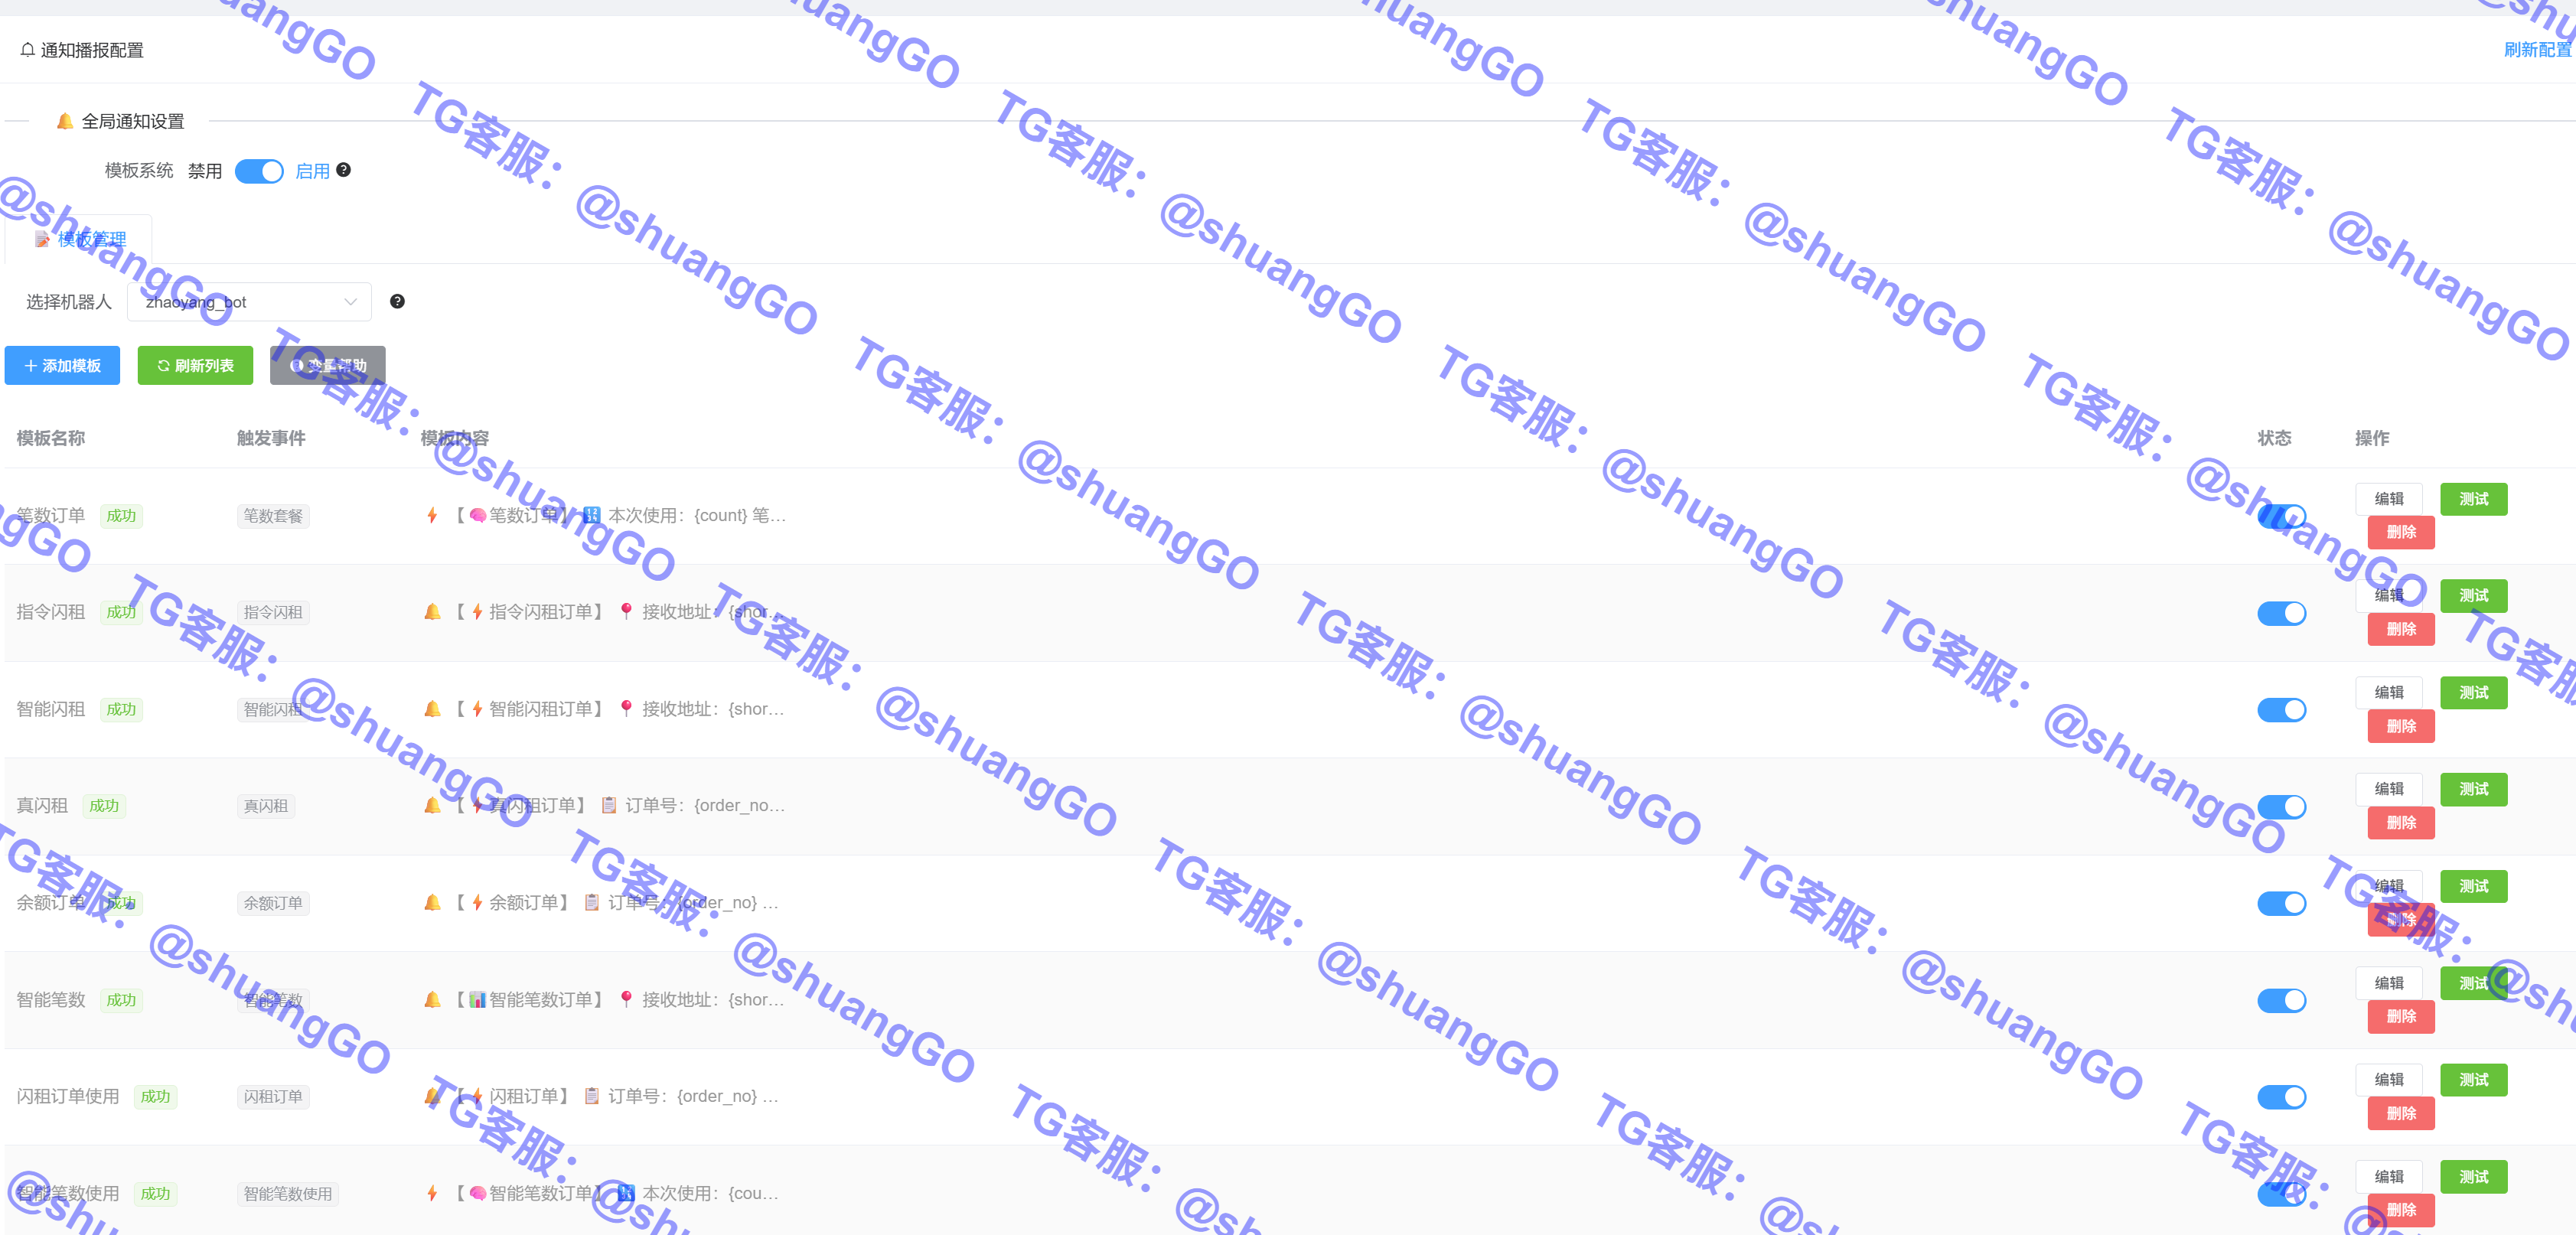 通知播报配置 刷新配置
全局通知设置
模板系统 禁用 启用
模板管理
选择机器人 zhaoyang_bot
添加模板 刷新列表 变量帮助
模板名称 触发事件 模板内容 状态 操作
笔数订单 成功 笔数套餐 ⚡ 【🧠笔数订单】 🔢 本次使用：{count} 笔… 编辑 测试
删除
指令闪租 成功 指令闪租 🔔 【⚡指令闪租订单】 📍 接收地址：{shor… 编辑 测试
删除
智能闪租 成功 智能闪租 🔔 【⚡智能闪租订单】 📍 接收地址：{shor… 编辑 测试
删除
真闪租 成功 真闪租 🔔 【⚡真闪租订单】 📋 订单号：{order_no… 编辑 测试
删除
余额订单 成功 余额订单 🔔 【⚡余额订单】 📋 订单号：{order_no} … 编辑 测试
删除
智能笔数 成功 智能笔数 🔔 【📊智能笔数订单】 📍 接收地址：{shor… 编辑 测试
删除
闪租订单使用 成功 闪租订单 🔔 【⚡闪租订单】 📋 订单号：{order_no} … 编辑 测试
删除
智能笔数使用 成功 智能笔数使用 ⚡ 【🧠智能笔数订单】 🔢 本次使用：{cou… 编辑 测试
删除
TG客服：@shuangGO